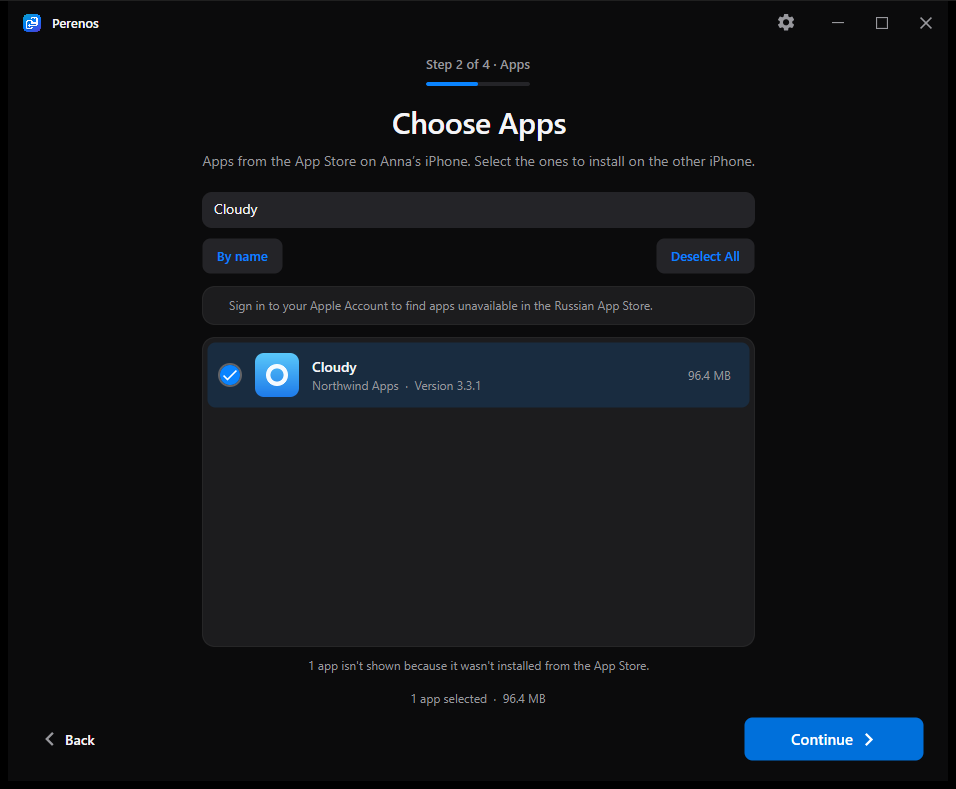 Perenos
Step 2 of 4 · Apps
Choose Apps
Apps from the App Store on Anna’s iPhone. Select the ones to install on the other iPhone.
Cloudy
By name
Deselect All
Sign in to your Apple Account to find apps unavailable in the Russian App Store.
Cloudy
Northwind Apps · Version 3.3.1
96.4 MB
1 app isn't shown because it wasn't installed from the App Store.
1 app selected · 96.4 MB
Back
Continue